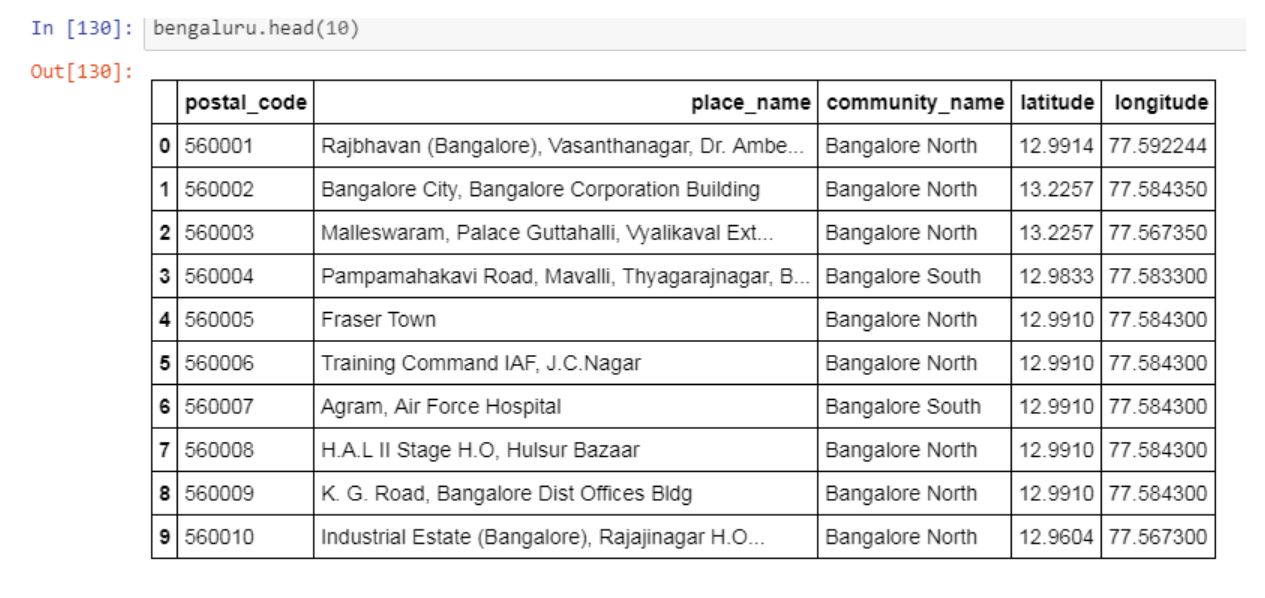 In [130]: bengaluru.head(10)
Out[130]:
postal_code place_name community_name latitude longitude
0 560001 Rajbhavan (Bangalore), Vasanthanagar, Dr. Ambe... Bangalore North 12.9914 77.592244
1 560002 Bangalore City, Bangalore Corporation Building Bangalore North 13.2257 77.584350
2 560003 Malleswaram, Palace Guttahalli, Vyalikaval Ext... Bangalore North 13.2257 77.567350
3 560004 Pampamahakavi Road, Mavalli, Thyagarajnagar, B... Bangalore South 12.9833 77.583300
4 560005 Fraser Town Bangalore North 12.9910 77.584300
5 560006 Training Command IAF, J.C.Nagar Bangalore North 12.9910 77.584300
6 560007 Agram, Air Force Hospital Bangalore South 12.9910 77.584300
7 560008 H.A.L II Stage H.O, Hulsur Bazaar Bangalore North 12.9910 77.584300
8 560009 K. G. Road, Bangalore Dist Offices Bldg Bangalore North 12.9910 77.584300
9 560010 Industrial Estate (Bangalore), Rajajinagar H.O... Bangalore North 12.9604 77.567300